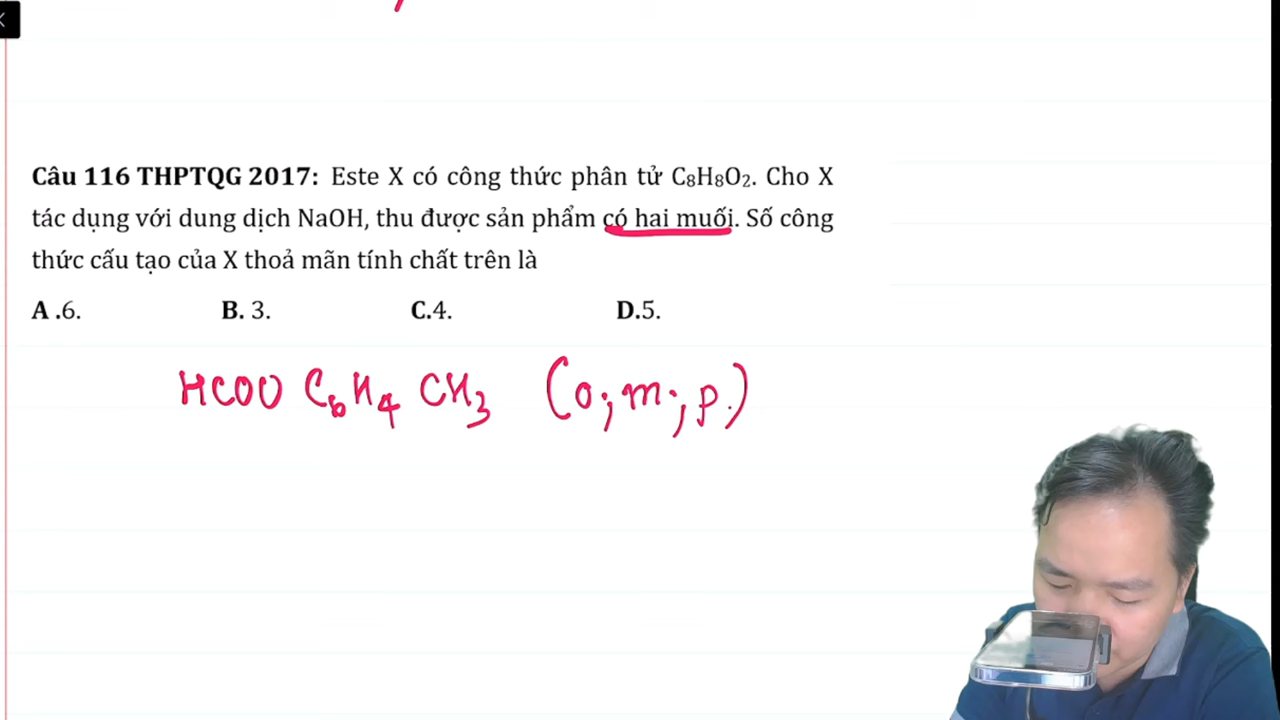 Câu 116 THPTQG 2017: Este X có công thức phân tử C₈H₈O₂. Cho X
tác dụng với dung dịch NaOH, thu được sản phẩm có hai muối. Số công
thức cấu tạo của X thoả mãn tính chất trên là
A .6. B. 3. C.4. D.5.
HCOO C₆H₄ CH₃ (o; m; p.)